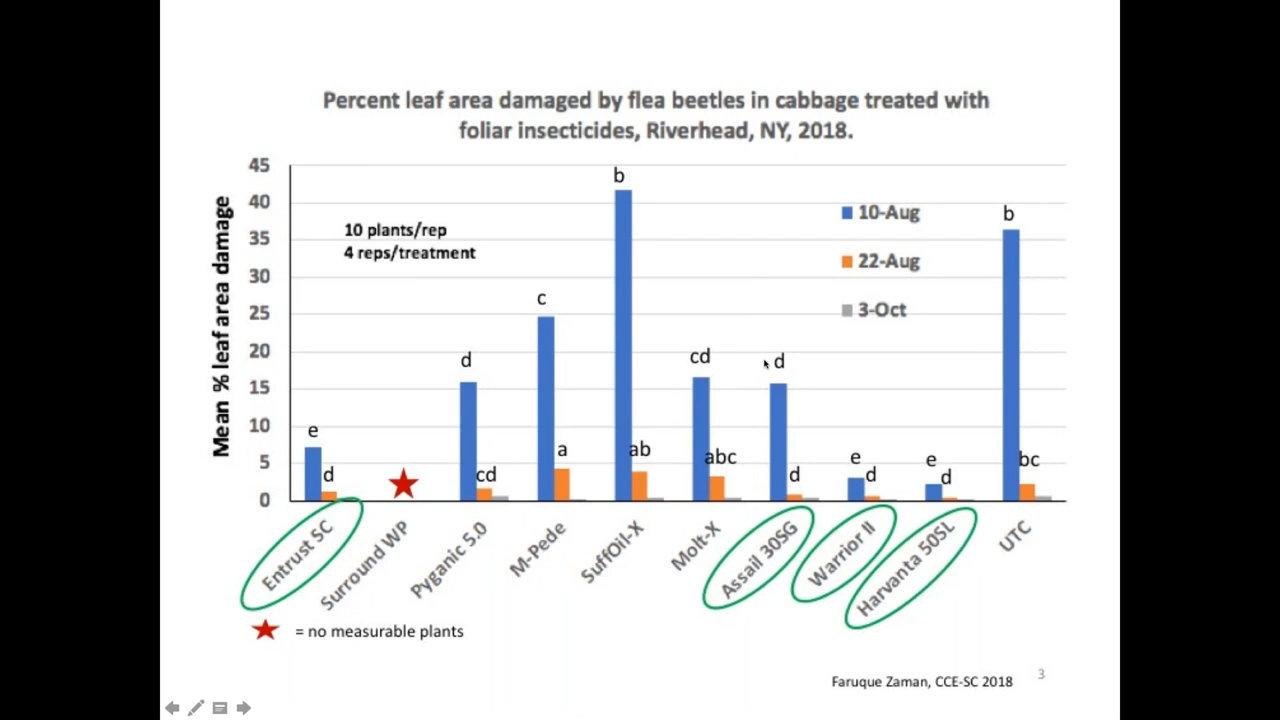 Percent leaf area damaged by flea beetles in cabbage treated with
foliar insecticides, Riverhead, NY, 2018.
Mean % leaf area damage
45
40
35
30
25
20
15
10
5
0
10 plants/rep
4 reps/treatment
10-Aug
22-Aug
3-Oct
e
d
d
cd
c
a
b
ab
cd
abc
d
d
e
d
e
d
b
bc
Entrust SC
Surround WP
Pyganic 5.0
M-Pede
SuffOil-X
Molt-X
Assail 30SG
Warrior II
Harvanta 50SL
UTC
= no measurable plants
Faruque Zaman, CCE-SC 2018
3